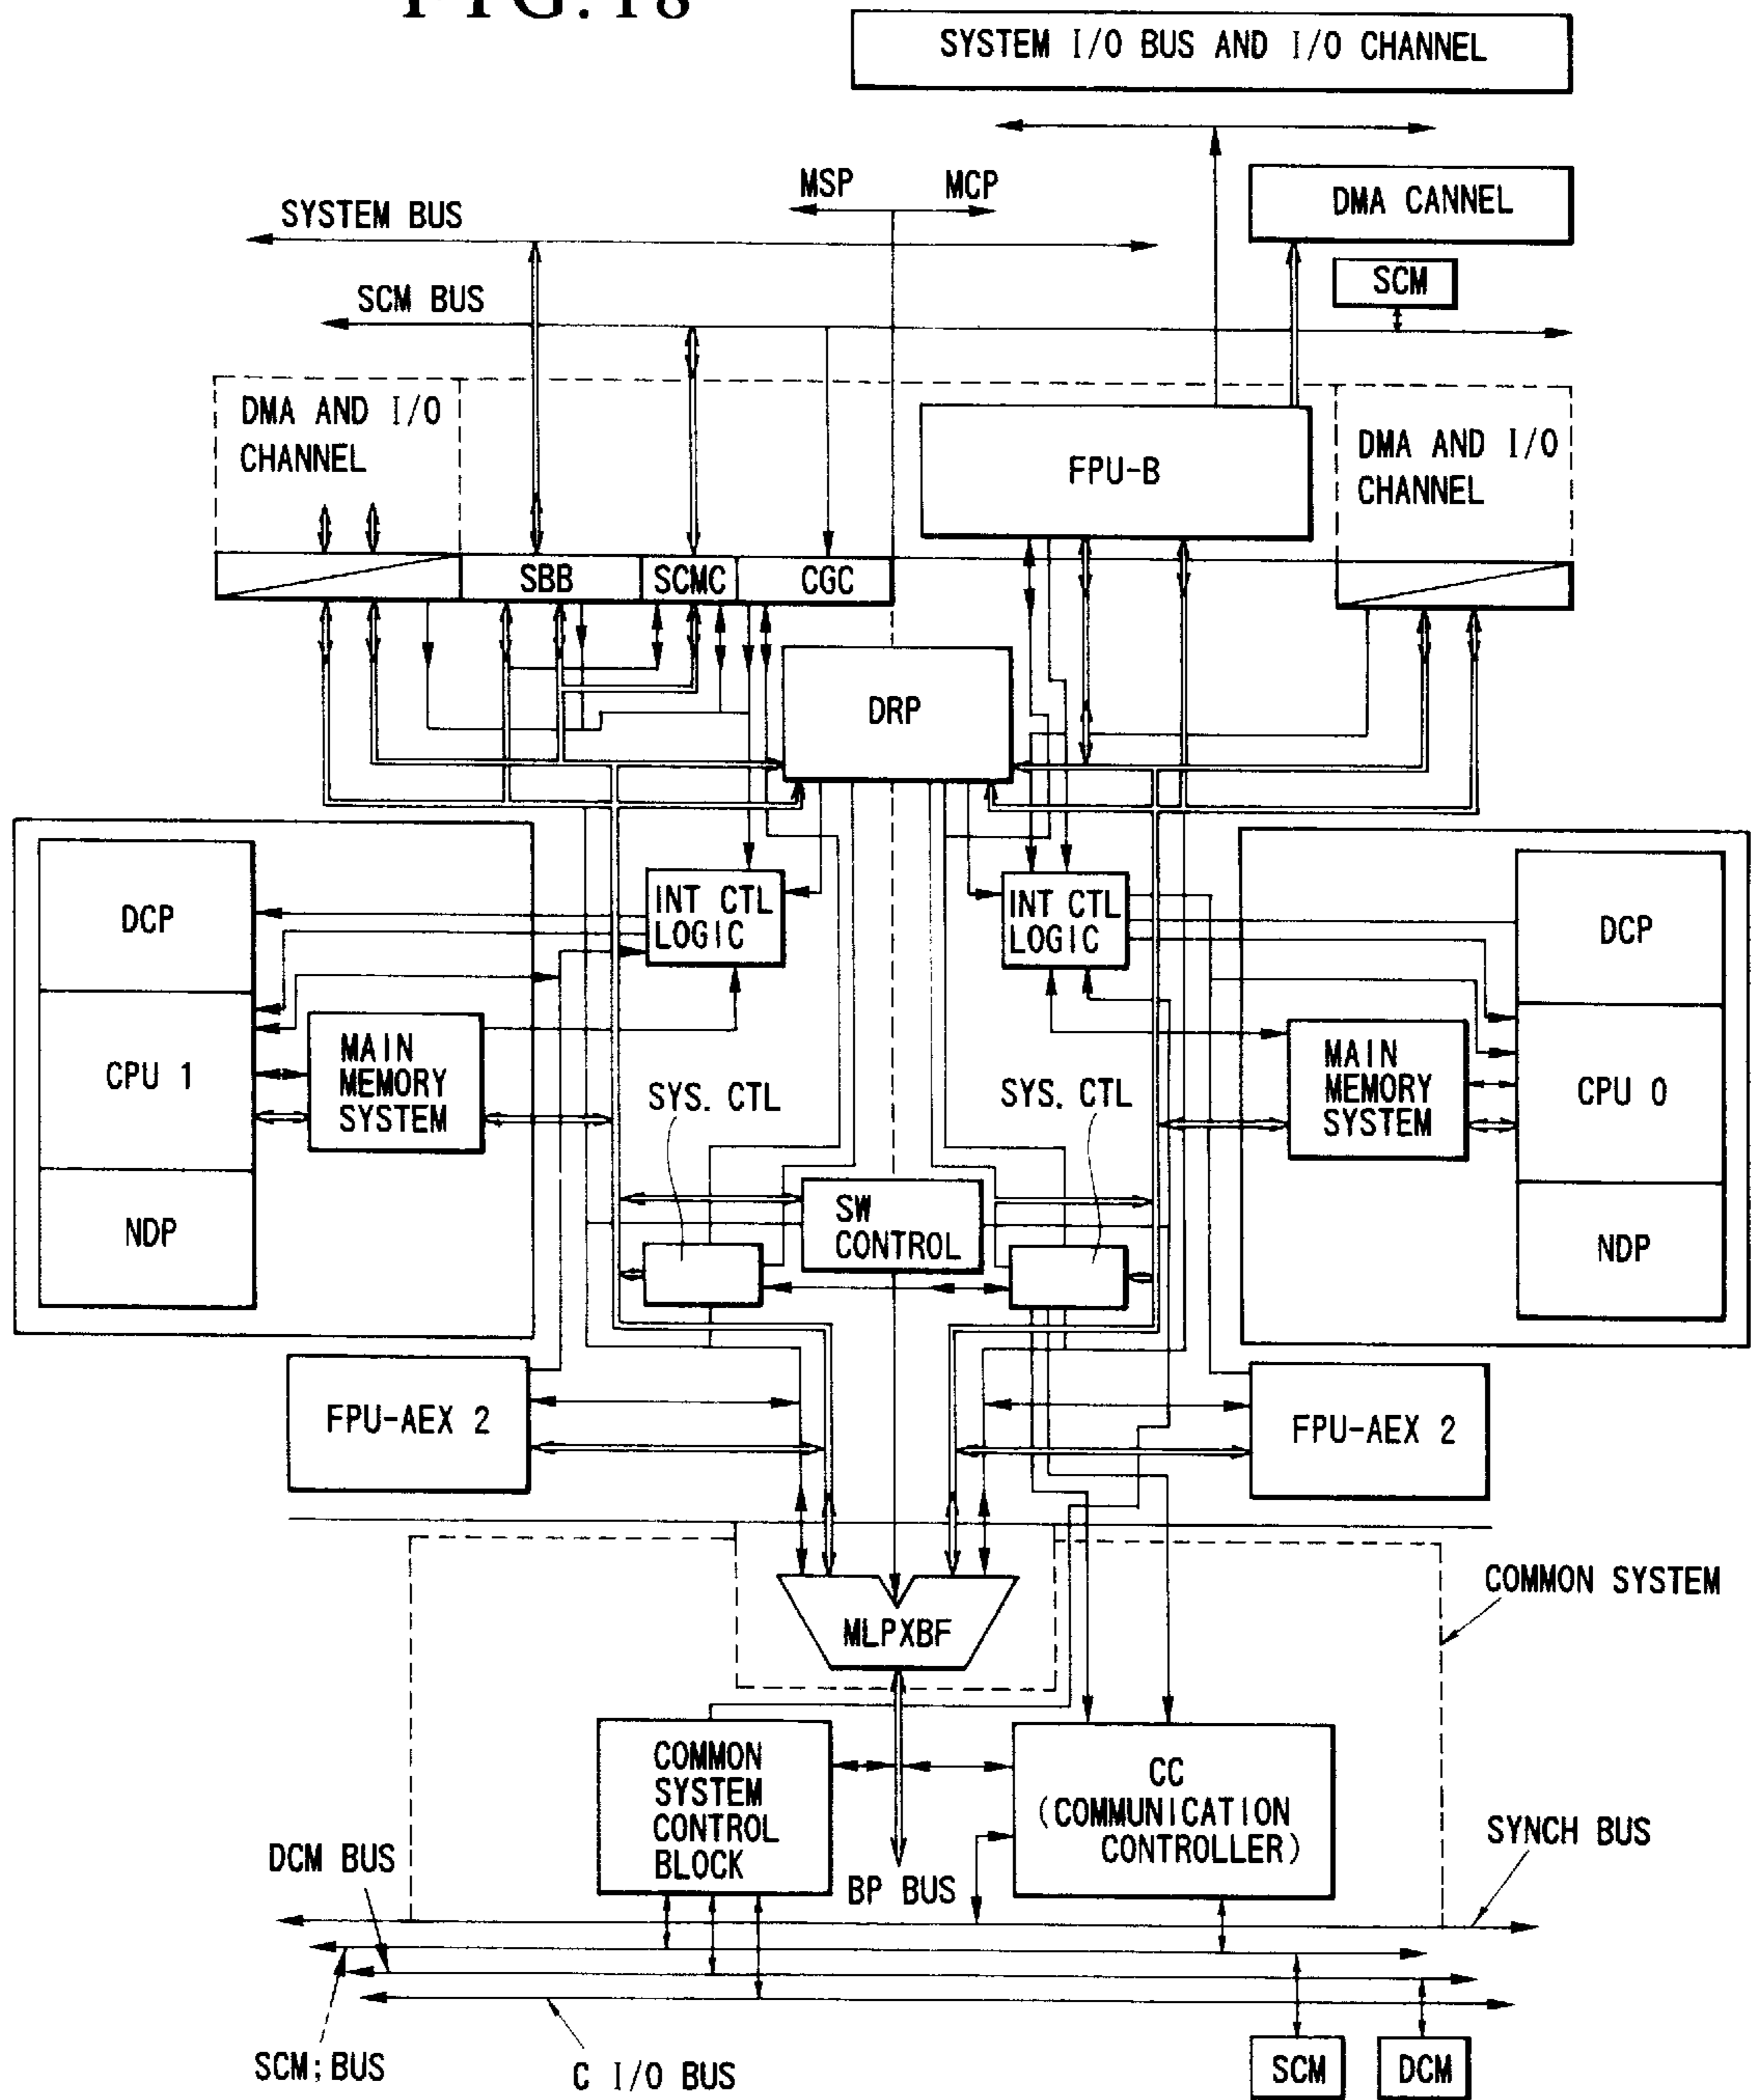 FIG. 18
SYSTEM I/O BUS AND I/O CHANNEL
MSP
MCP
DMA CANNEL
SYSTEM BUS
SCM
SCM BUS
DMA AND I/O
CHANNEL
FPU-B
DMA AND I/O
CHANNEL
SBB
SCMC
CGC
DRP
DCP
INT CTL
LOGIC
INT CTL
LOGIC
DCP
CPU 1
MAIN
MEMORY
SYSTEM
MAIN
MEMORY
SYSTEM
CPU 0
SYS. CTL
SYS. CTL
NDP
SW
CONTROL
NDP
FPU-AEX 2
FPU-AEX 2
COMMON SYSTEM
MLPXBF
COMMON
SYSTEM
CONTROL
BLOCK
CC
(COMMUNICATION
CONTROLLER)
SYNCH BUS
DCM BUS
BP BUS
SCM;BUS
C I/O BUS
SCM
DCM